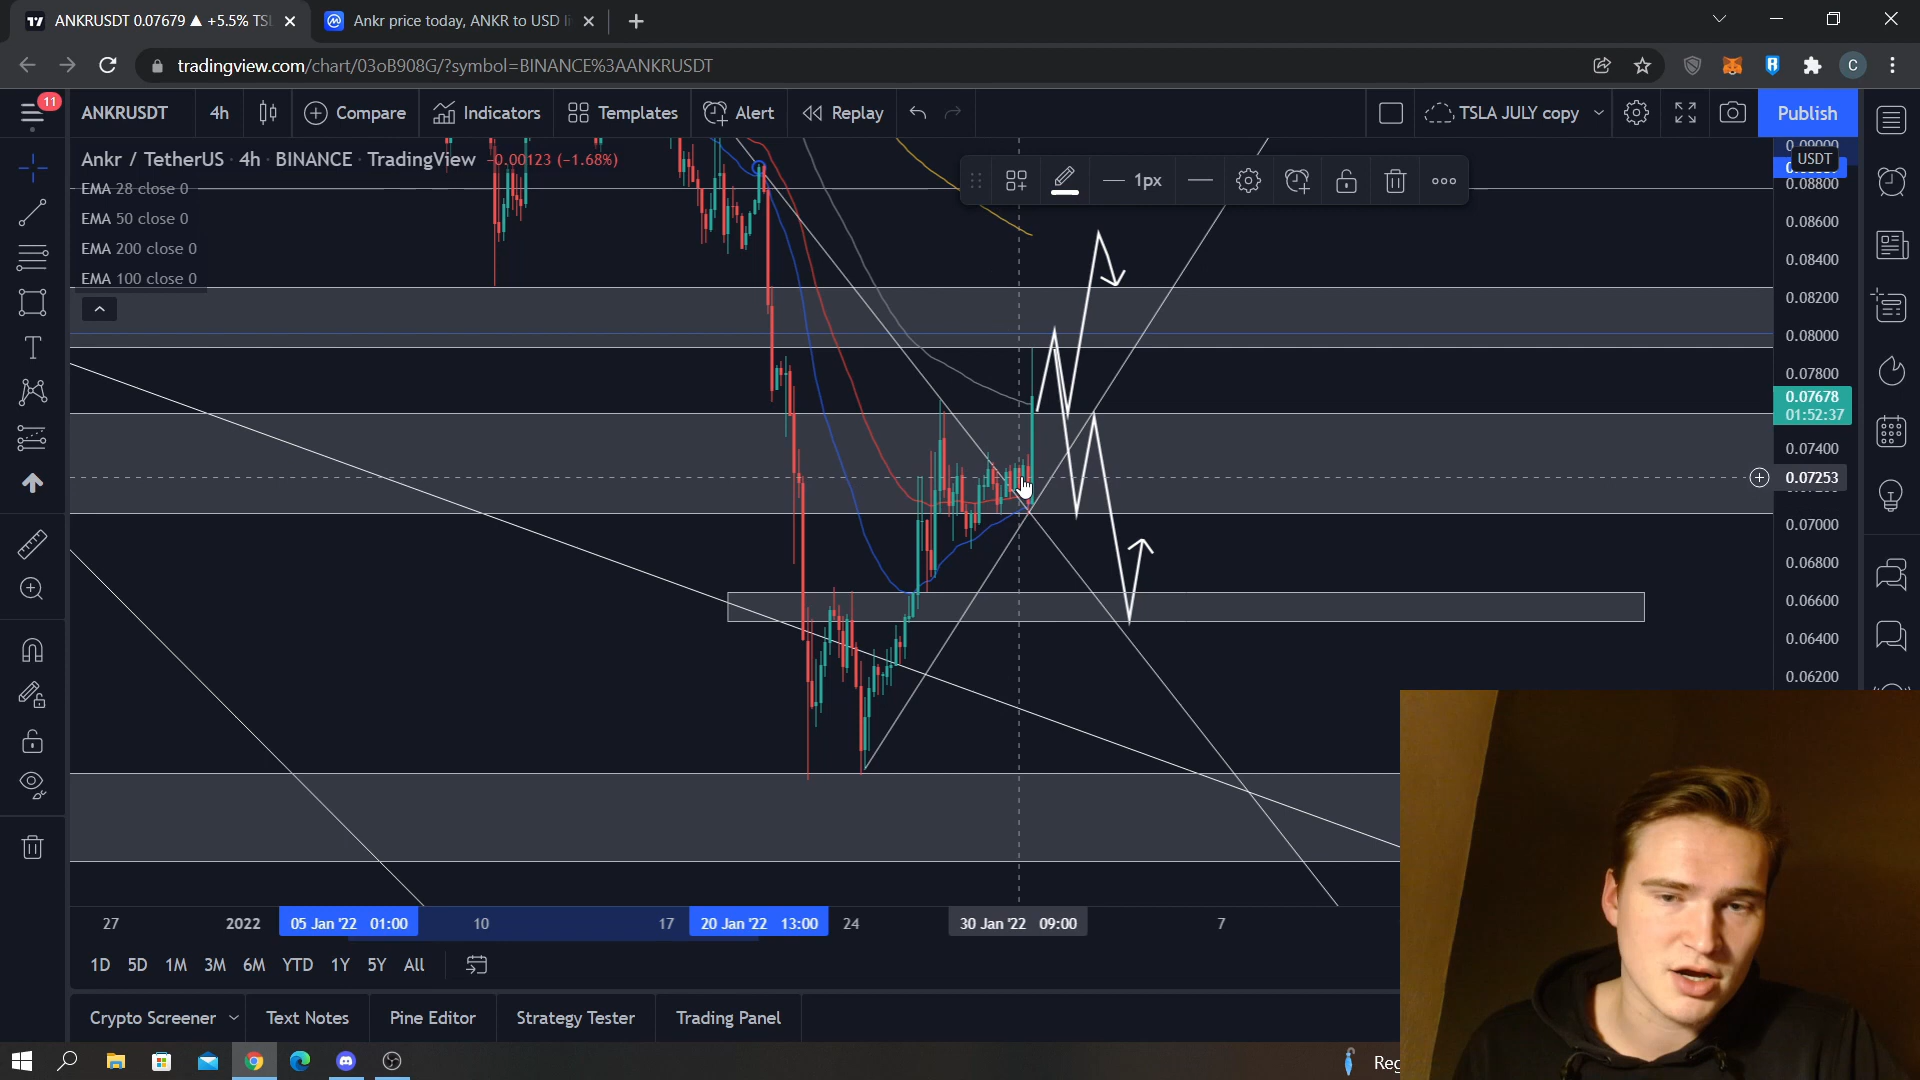 ANKRUSDT 0.07679 ▲ +5.5% TSL
Ankr price today, ANKR to USD li
tradingview.com/chart/03oB908G/?symbol=BINANCE%3AANKRUSDT
C
11
ANKRUSDT
4h
Compare
Indicators
Templates
Alert
Replay
TSLA JULY copy
Publish
Ankr / TetherUS · 4h · BINANCE · TradingView -0.00123 (-1.68%)
EMA 28 close 0
EMA 50 close 0
EMA 200 close 0
EMA 100 close 0
1px
0.09000
USDT
0.08800
0.08600
0.08400
0.08200
0.08000
0.07800
0.07678
01:52:37
0.07400
0.07253
0.07000
0.06800
0.06600
0.06400
0.06200
27
2022
05 Jan '22 01:00
10
17
20 Jan '22 13:00
24
30 Jan '22 09:00
7
1D 5D 1M 3M 6M YTD 1Y 5Y All
Crypto Screener
Text Notes
Pine Editor
Strategy Tester
Trading Panel
Reg